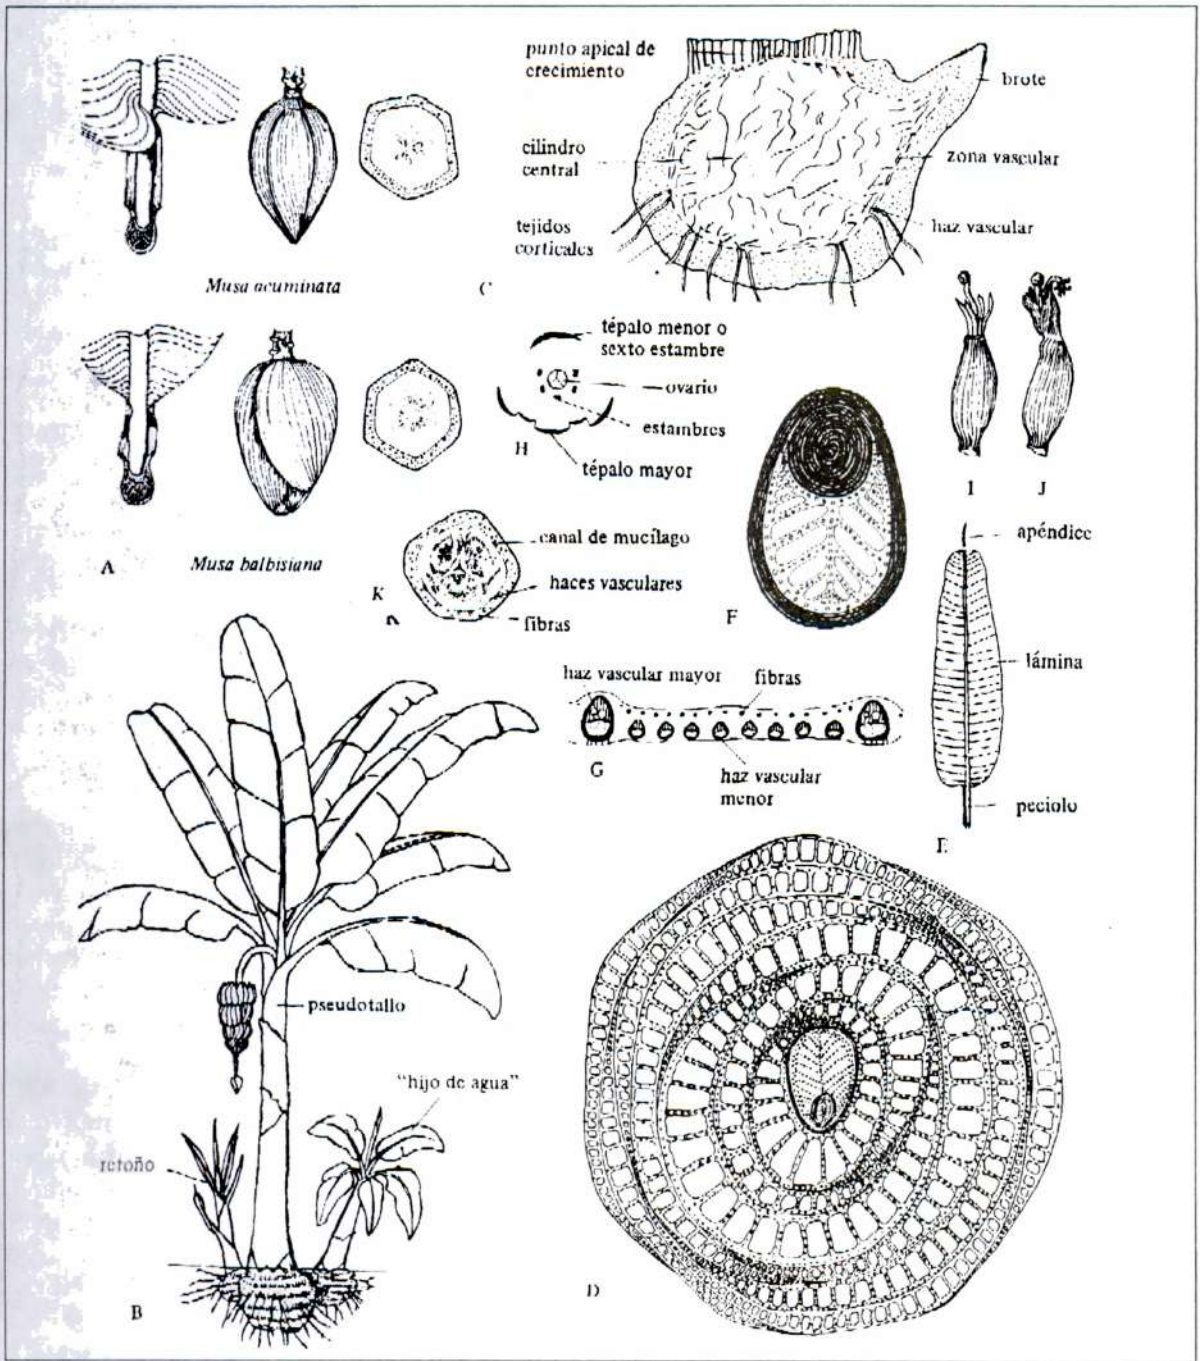 punto apical de
crecimiento
brote
cilindro
central
zona vascular
tejidos
corticales
haz vascular
Musa acuminata
C
tépalo menor o
sexto estambre
ovario
estambres
H
tépalo mayor
I
J
A
Musa balbisiana
canal de mucílago
haces vasculares
K
fibras
F
apéndice
lámina
peciolo
E
haz vascular mayor
fibras
G
haz vascular
menor
pseudotallo
"hijo de agua"
retoño
B
D